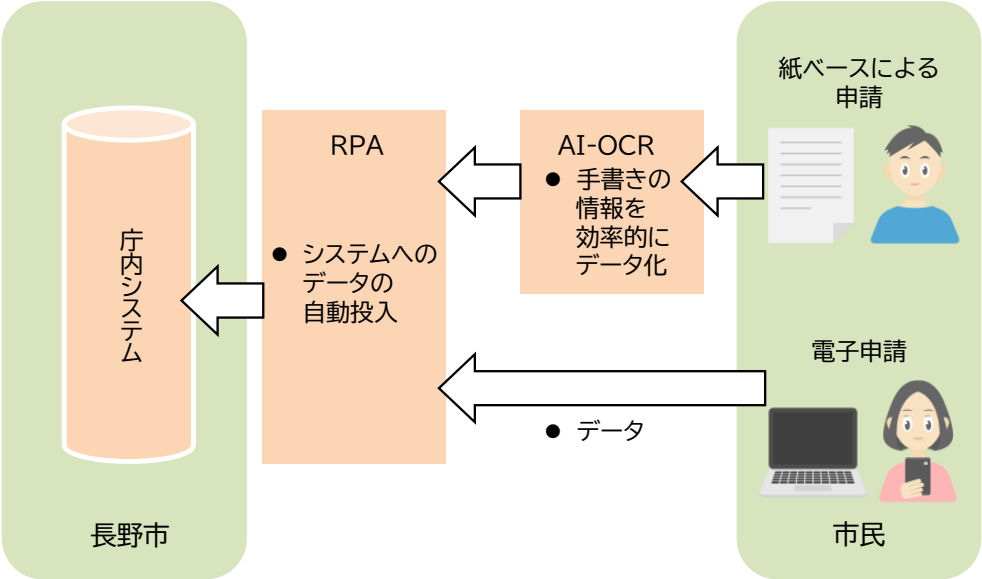 紙ベースによる
申請
RPA
AI-OCR
● 手書きの
情報を
効率的に
データ化
庁内システム
● システムへの
データの
自動投入
電子申請
● データ
長野市
市民